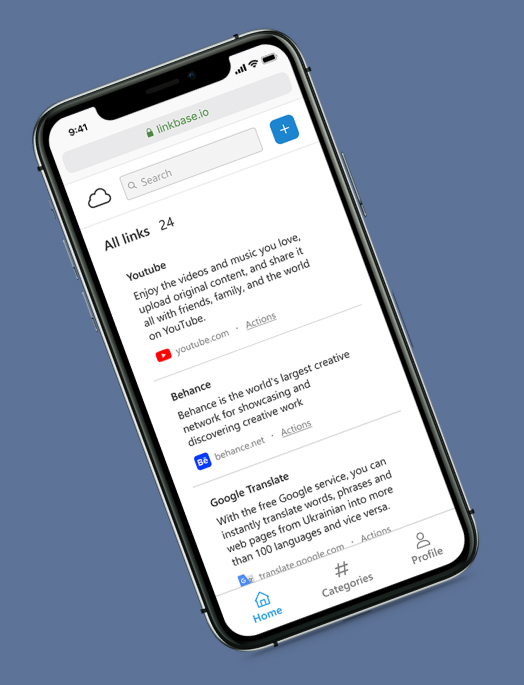 9:41
linkbase.io
Search
All links 24
Youtube
Enjoy the videos and music you love,
upload original content, and share it
all with friends, family, and the world
on YouTube.
youtube.com · Actions
Behance
Behance is the world's largest creative
network for showcasing and
discovering creative work
Bē behance.net · Actions
Google Translate
With the free Google service, you can
instantly translate words, phrases and
web pages from Ukrainian into more
than 100 languages and vice versa.
G translate.google.com · Actions
Home
Categories
Profile